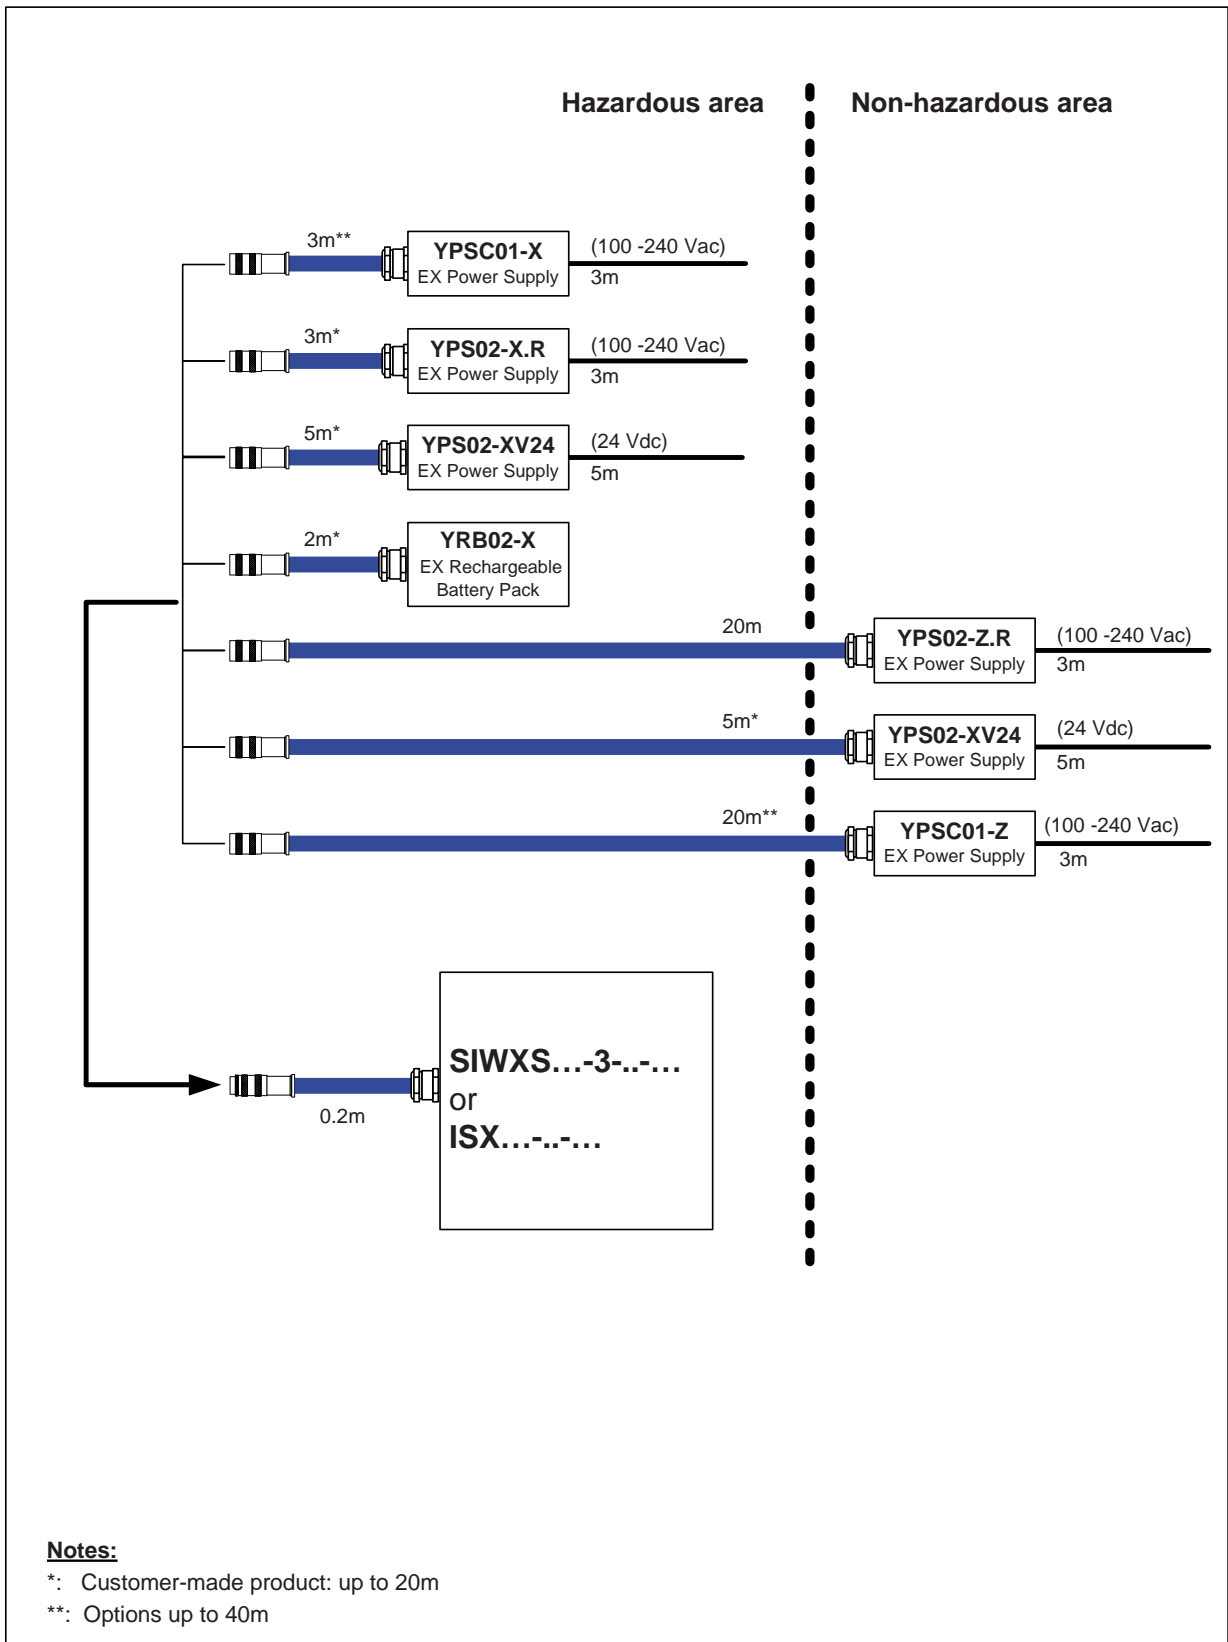 Hazardous area
Non-hazardous area
3m**
YPSC01-X
EX Power Supply
(100 -240 Vac)
3m
3m*
YPS02-X.R
EX Power Supply
(100 -240 Vac)
3m
5m*
YPS02-XV24
EX Power Supply
(24 Vdc)
5m
2m*
YRB02-X
EX Rechargeable
Battery Pack
20m
YPS02-Z.R
EX Power Supply
(100 -240 Vac)
3m
5m*
YPS02-XV24
EX Power Supply
(24 Vdc)
5m
20m**
YPSC01-Z
EX Power Supply
(100 -240 Vac)
3m
0.2m
SIWXS…-3-..-…
or
ISX…-..-…
Notes:
*: Customer-made product: up to 20m
**: Options up to 40m